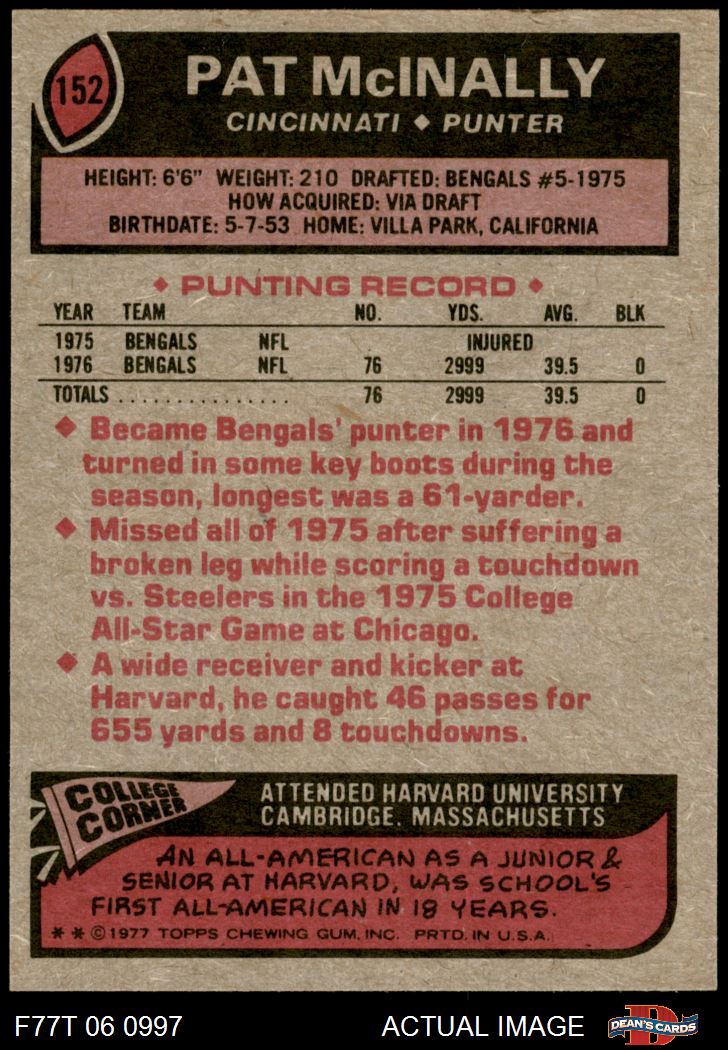 152
PAT McINALLY
CINCINNATI ◆ PUNTER
HEIGHT: 6'6" WEIGHT: 210 DRAFTED: BENGALS #5-1975
HOW ACQUIRED: VIA DRAFT
BIRTHDATE: 5-7-53 HOME: VILLA PARK, CALIFORNIA
◆ PUNTING RECORD ◆
YEAR TEAM NO. YDS. AVG. BLK
1975 BENGALS NFL INJURED
1976 BENGALS NFL 76 2999 39.5 0
TOTALS . . . . . . . . . . . . . . . . 76 2999 39.5 0
◆ Became Bengals' punter in 1976 and
turned in some key boots during the
season, longest was a 61-yarder.
◆ Missed all of 1975 after suffering a
broken leg while scoring a touchdown
vs. Steelers in the 1975 College
All-Star Game at Chicago.
◆ A wide receiver and kicker at
Harvard, he caught 46 passes for
655 yards and 8 touchdowns.
COLLEGE
CORNER
ATTENDED HARVARD UNIVERSITY
CAMBRIDGE, MASSACHUSETTS
AN ALL-AMERICAN AS A JUNIOR &
SENIOR AT HARVARD, WAS SCHOOL'S
FIRST ALL-AMERICAN IN 18 YEARS.
* * © 1977 TOPPS CHEWING GUM, INC. PRTD. IN U.S.A.
F77T 06 0997 ACTUAL IMAGE D DEAN'S CARDS